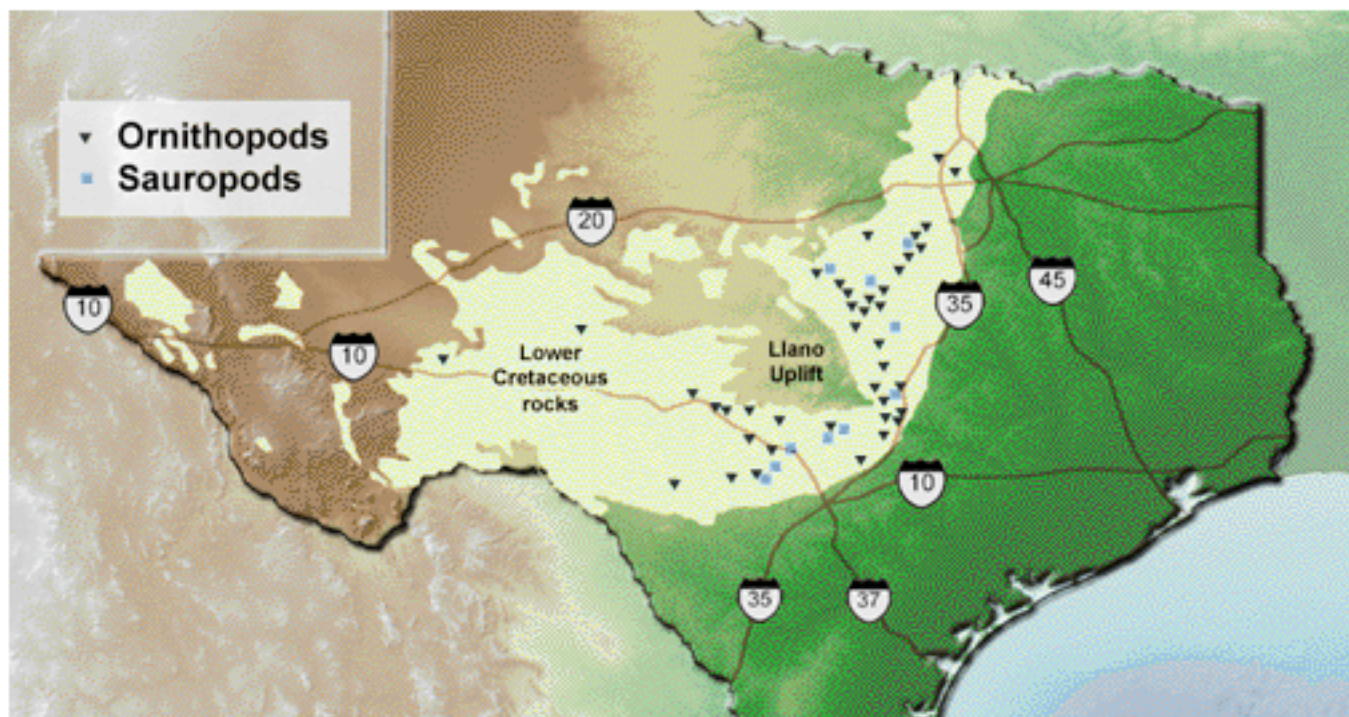 Ornithopods
Sauropods
20
10
45
35
10
Lower
Cretaceous
rocks
Llano
Uplift
10
35
37